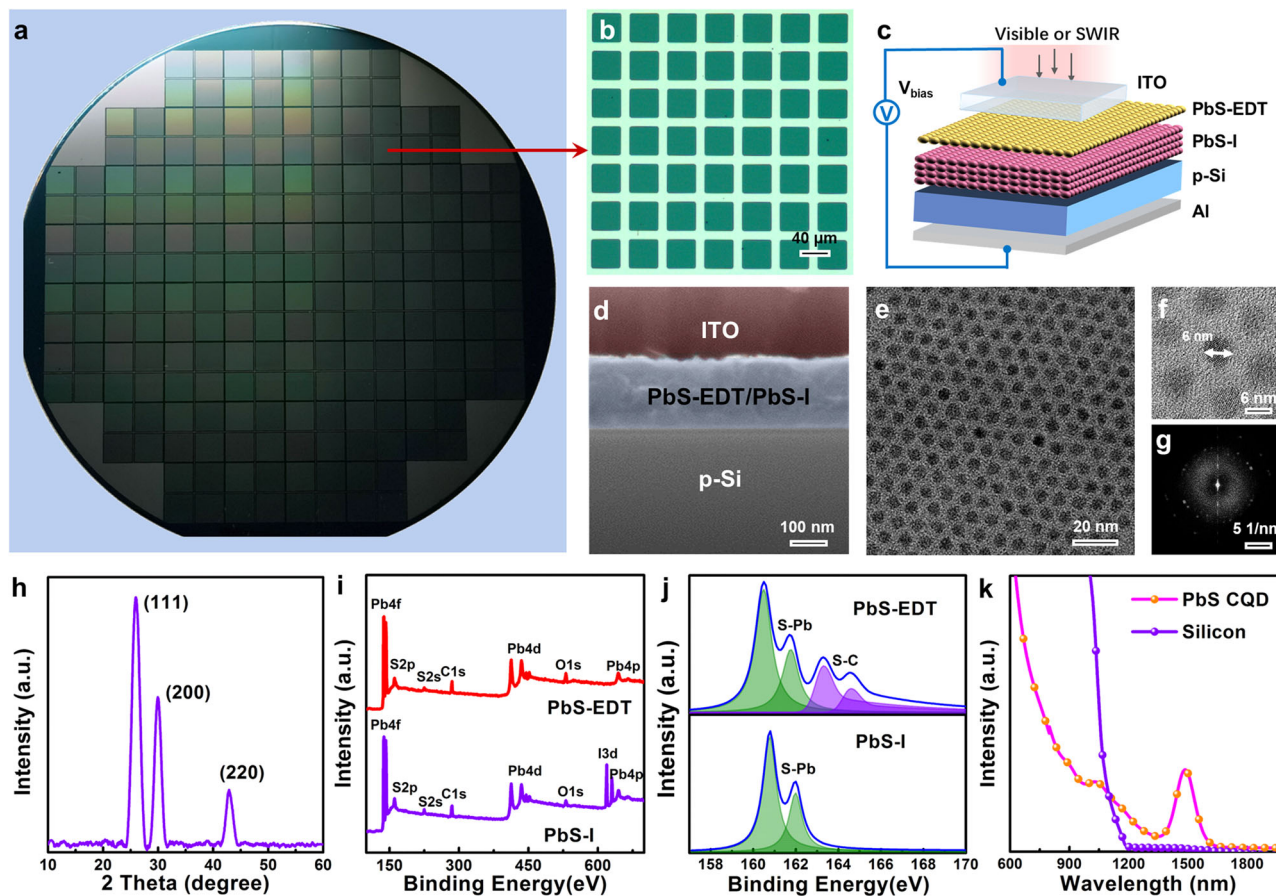 a
b
40 µm
c
Visible or SWIR
ITO
V_bias
V
PbS-EDT
PbS-I
p-Si
Al
d
ITO
PbS-EDT/PbS-I
p-Si
100 nm
e
20 nm
f
6 nm
6 nm
g
5 1/nm
h
(111)
(200)
(220)
Intensity (a.u.)
10 20 30 40 50 60
2 Theta (degree)
i
Pb4f
S2p
S2s
C1s
Pb4d
O1s
Pb4p
PbS-EDT
Pb4f
S2p
S2s
C1s
Pb4d
O1s
I3d
Pb4p
PbS-I
Intensity (a.u.)
150 300 450 600
Binding Energy(eV)
j
PbS-EDT
S-Pb
S-C
PbS-I
S-Pb
Intensity (a.u.)
158 160 162 164 166 168 170
Binding Energy(eV)
k
PbS CQD
Silicon
Intensity (a.u.)
600 900 1200 1500 1800
Wavelength (nm)